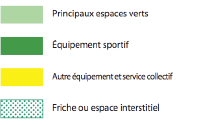 Principaux espaces verts
Équipement sportif
Autre équipement et service collectif
Friche ou espace interstitiel